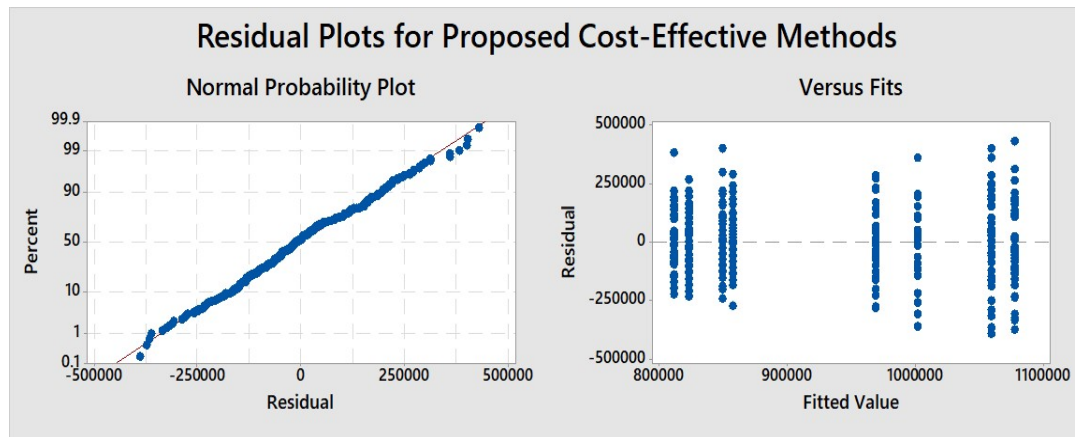 Residual Plots for Proposed Cost-Effective Methods
Normal Probability Plot
99.9
99
90
50
10
1
0.1
Percent
-500000 -250000 0 250000 500000
Residual
Versus Fits
500000
250000
0
-250000
-500000
Residual
800000 900000 1000000 1100000
Fitted Value